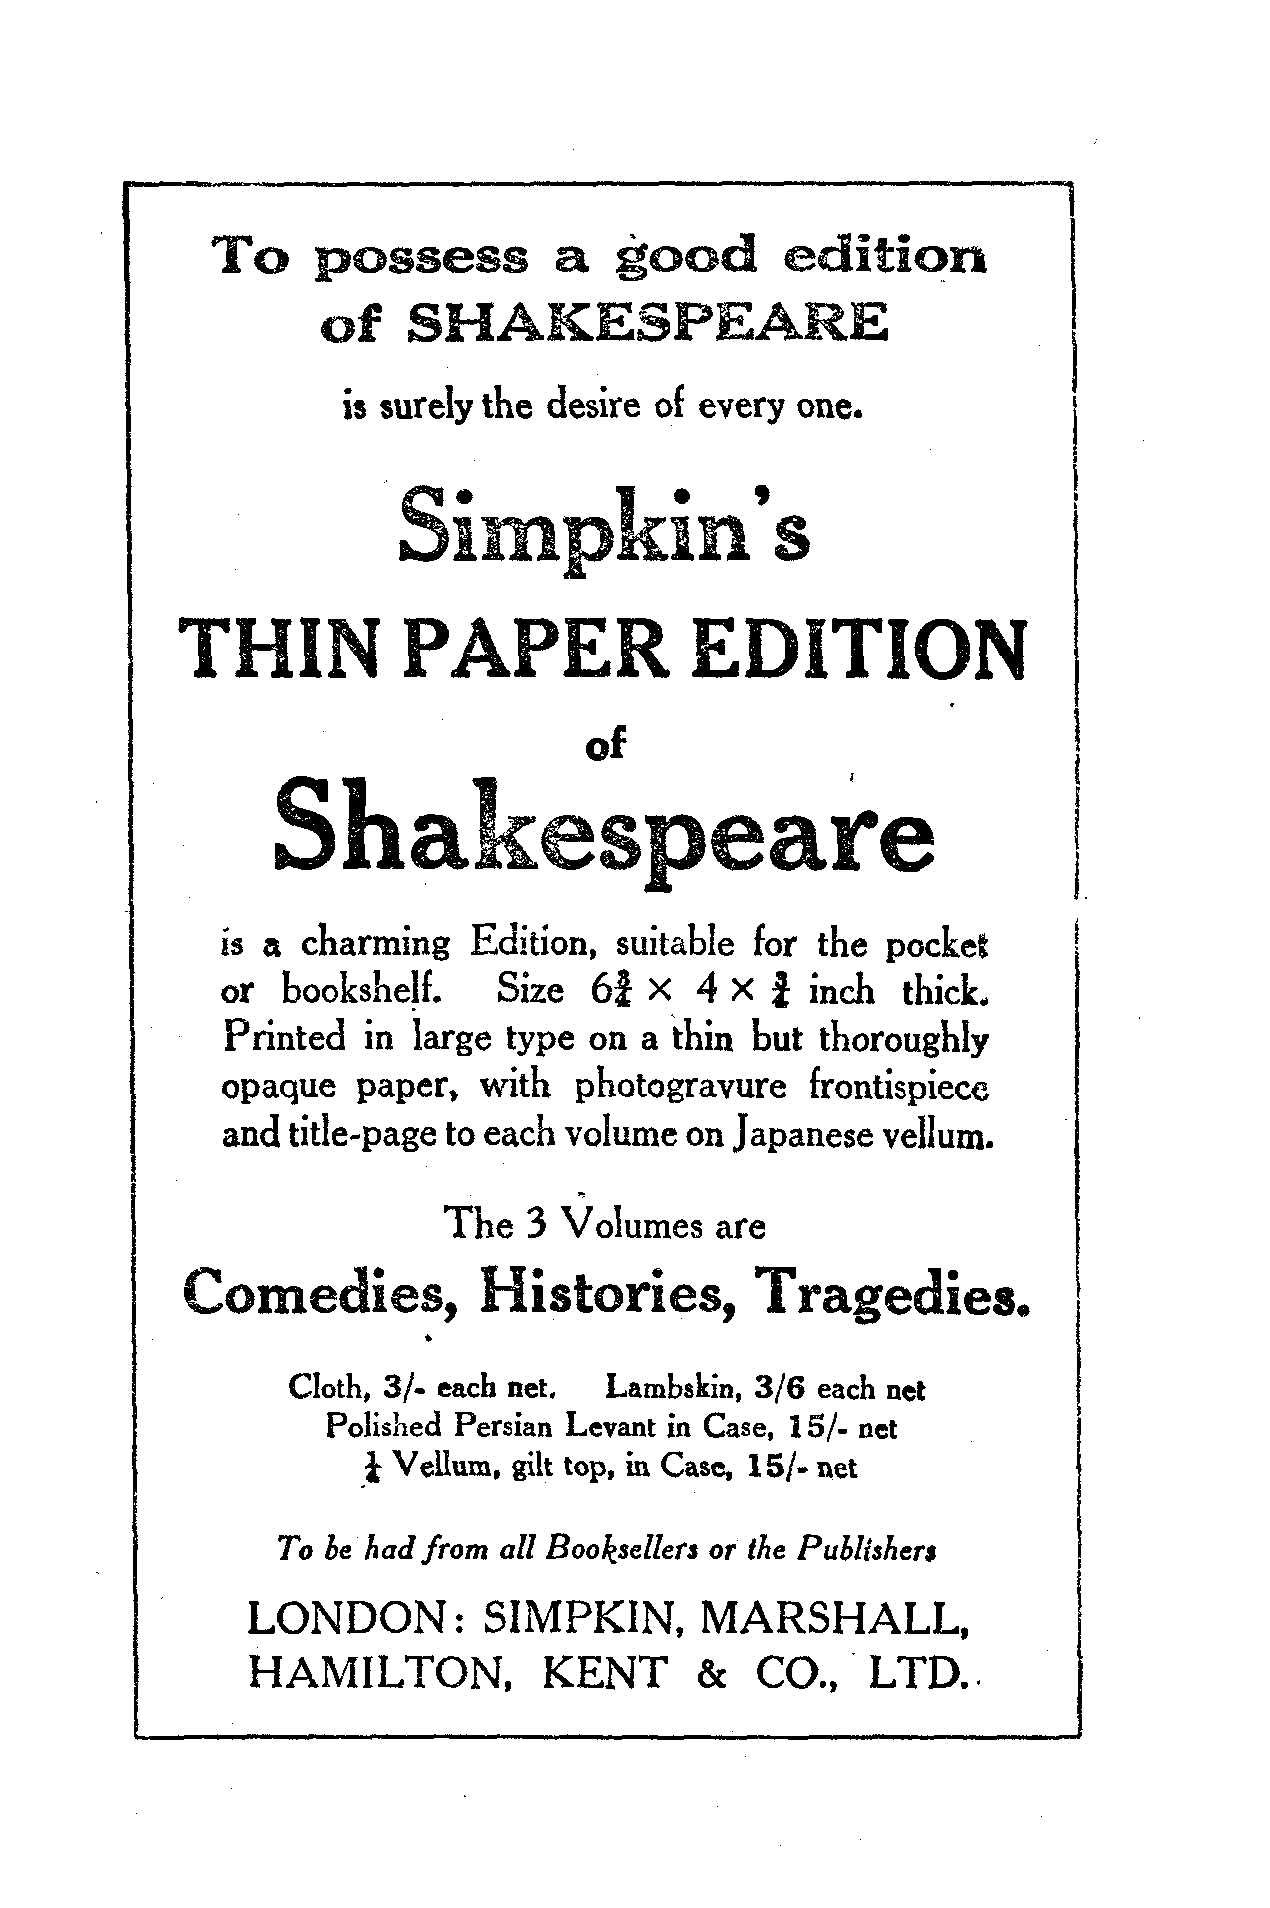 To possess a good edition
of SHAKESPEARE
is surely the desire of every one.
Simpkin's
THIN PAPER EDITION
of
Shakespeare
is a charming Edition, suitable for the pocket
or bookshelf. Size 6¾ × 4 × ¾ inch thick.
Printed in large type on a thin but thoroughly
opaque paper, with photogravure frontispiece
and title-page to each volume on Japanese vellum.
The 3 Volumes are
Comedies, Histories, Tragedies.
Cloth, 3/- each net. Lambskin, 3/6 each net
Polished Persian Levant in Case, 15/- net
Vellum, gilt top, in Case, 15/- net
To be had from all Booksellers or the Publishers
LONDON: SIMPKIN, MARSHALL,
HAMILTON, KENT & CO., LTD.